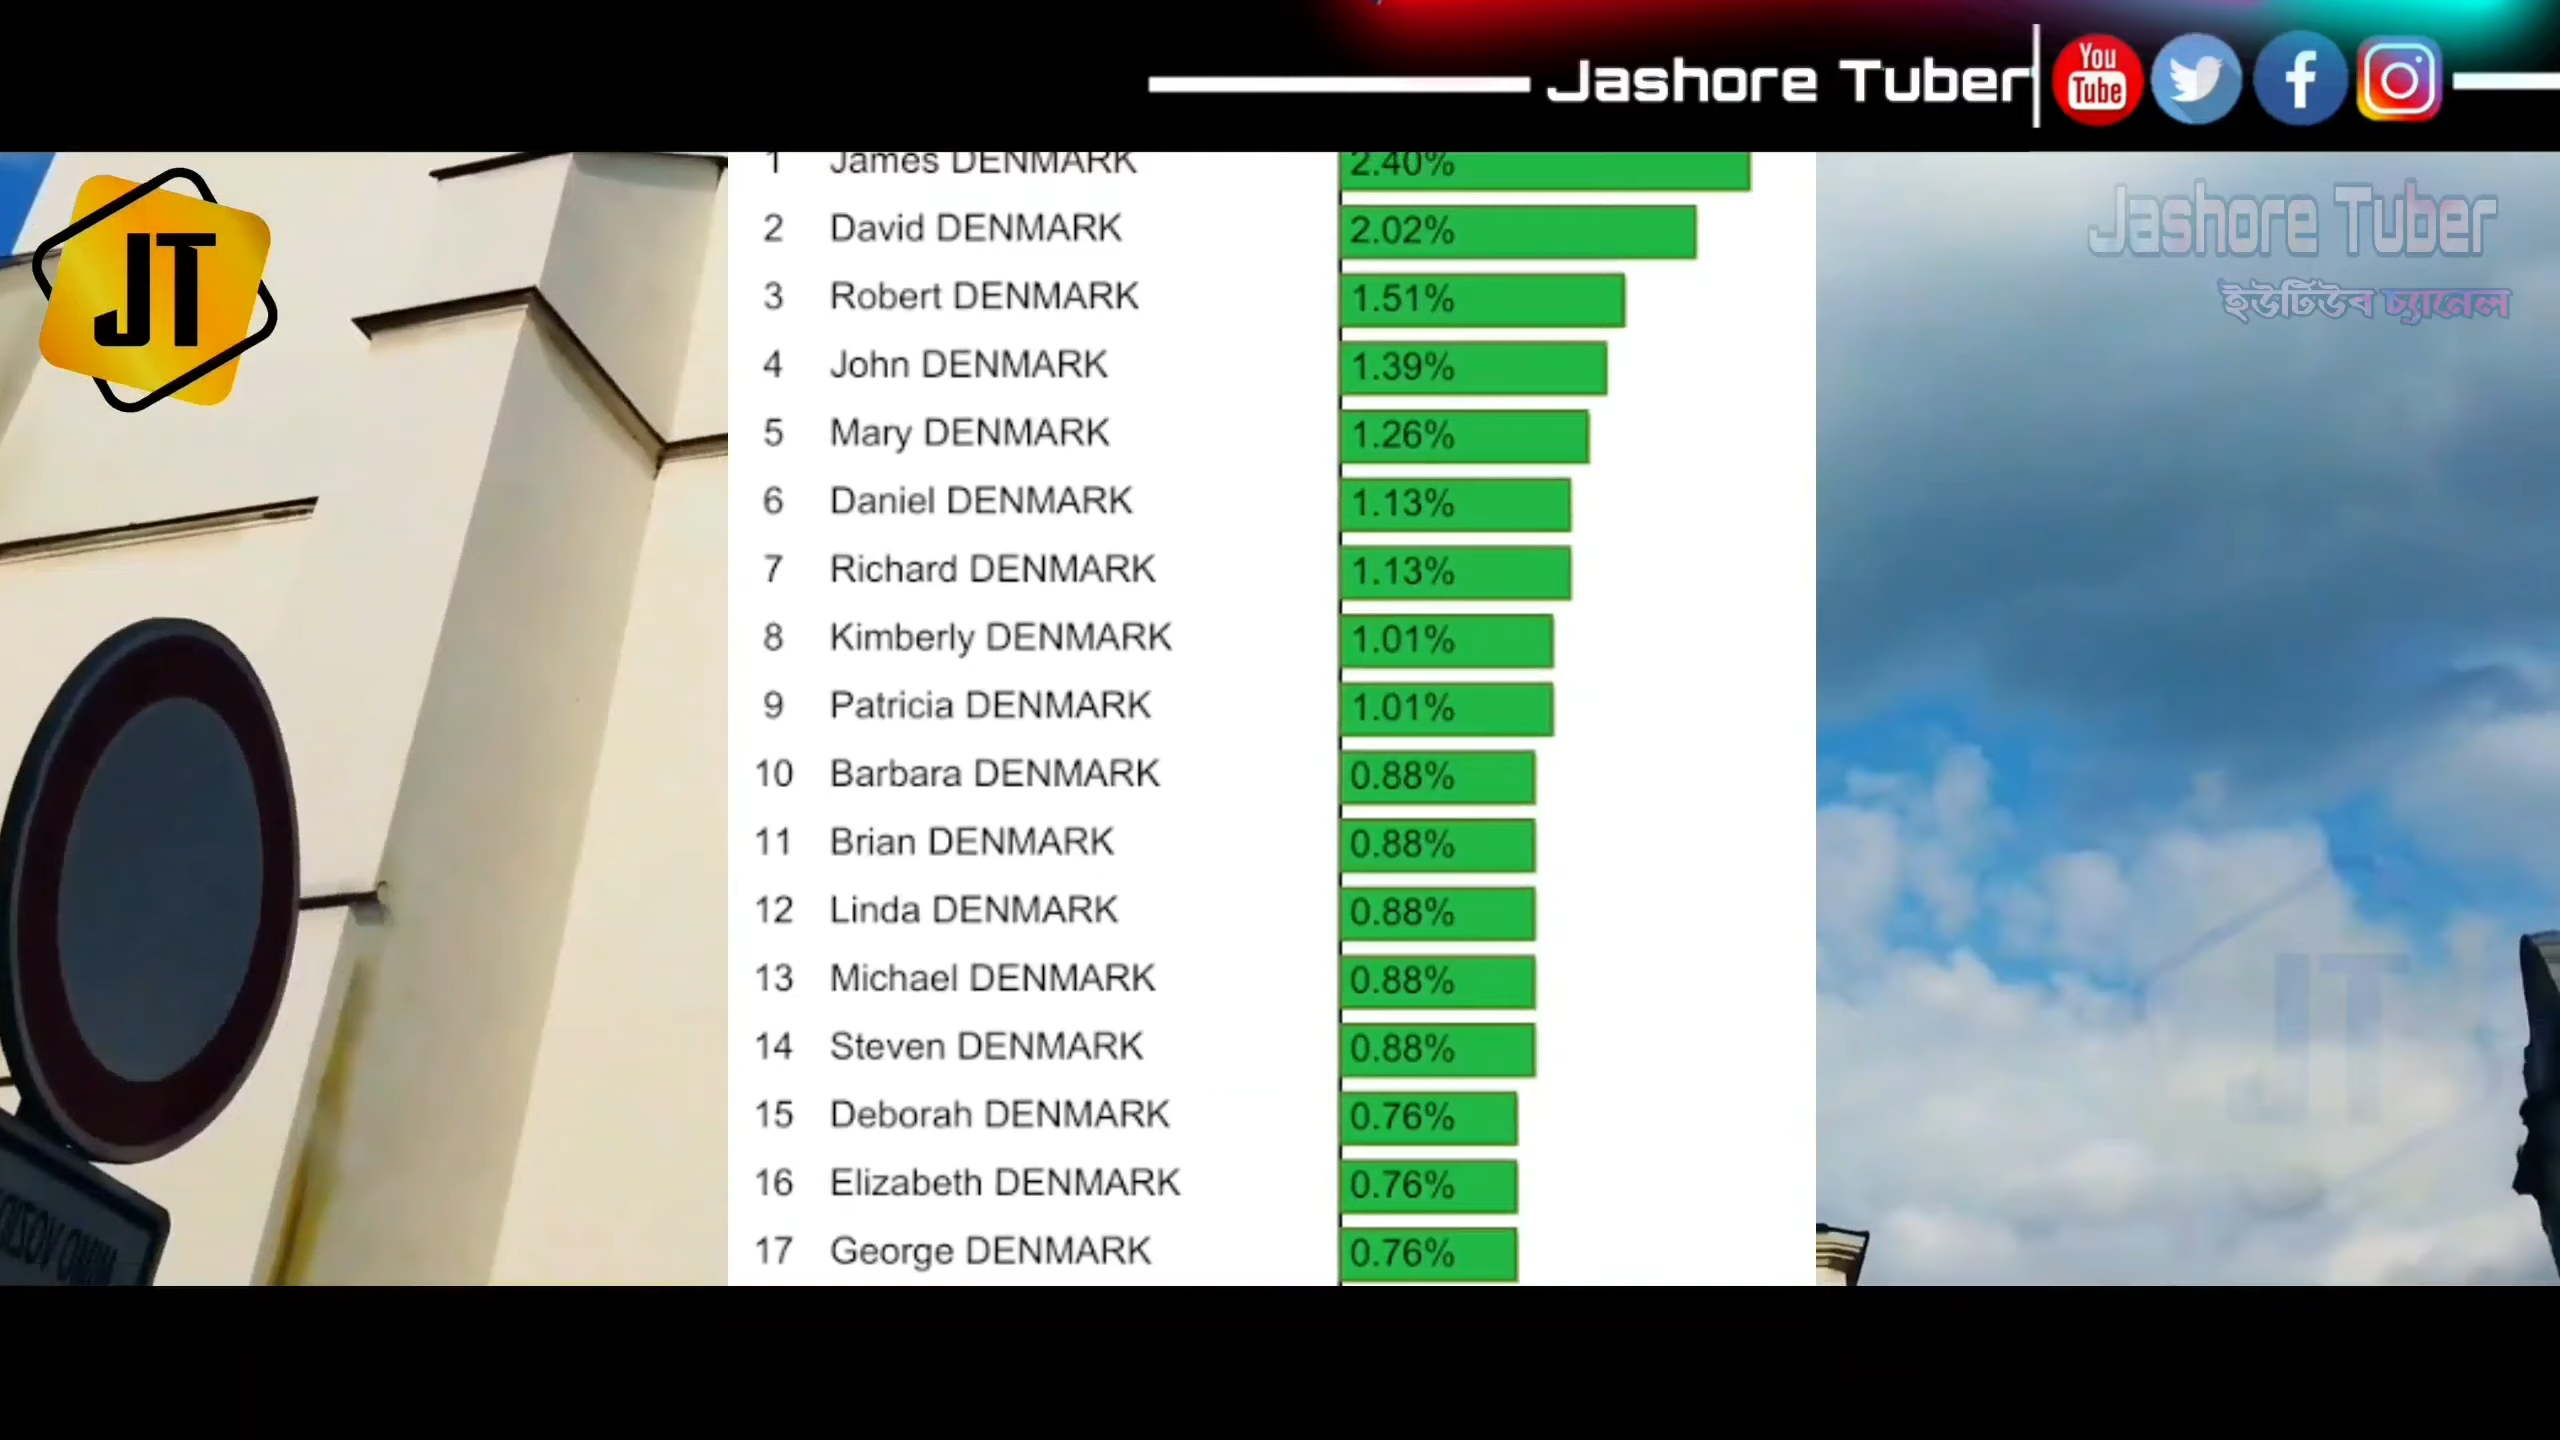 Jashore Tuber
You
Tube
JT
Jashore Tuber
ইউটিউব চ্যানেল
1 James DENMARK 2.40%
2 David DENMARK 2.02%
3 Robert DENMARK 1.51%
4 John DENMARK 1.39%
5 Mary DENMARK 1.26%
6 Daniel DENMARK 1.13%
7 Richard DENMARK 1.13%
8 Kimberly DENMARK 1.01%
9 Patricia DENMARK 1.01%
10 Barbara DENMARK 0.88%
11 Brian DENMARK 0.88%
12 Linda DENMARK 0.88%
13 Michael DENMARK 0.88%
14 Steven DENMARK 0.88%
15 Deborah DENMARK 0.76%
16 Elizabeth DENMARK 0.76%
17 George DENMARK 0.76%
JT